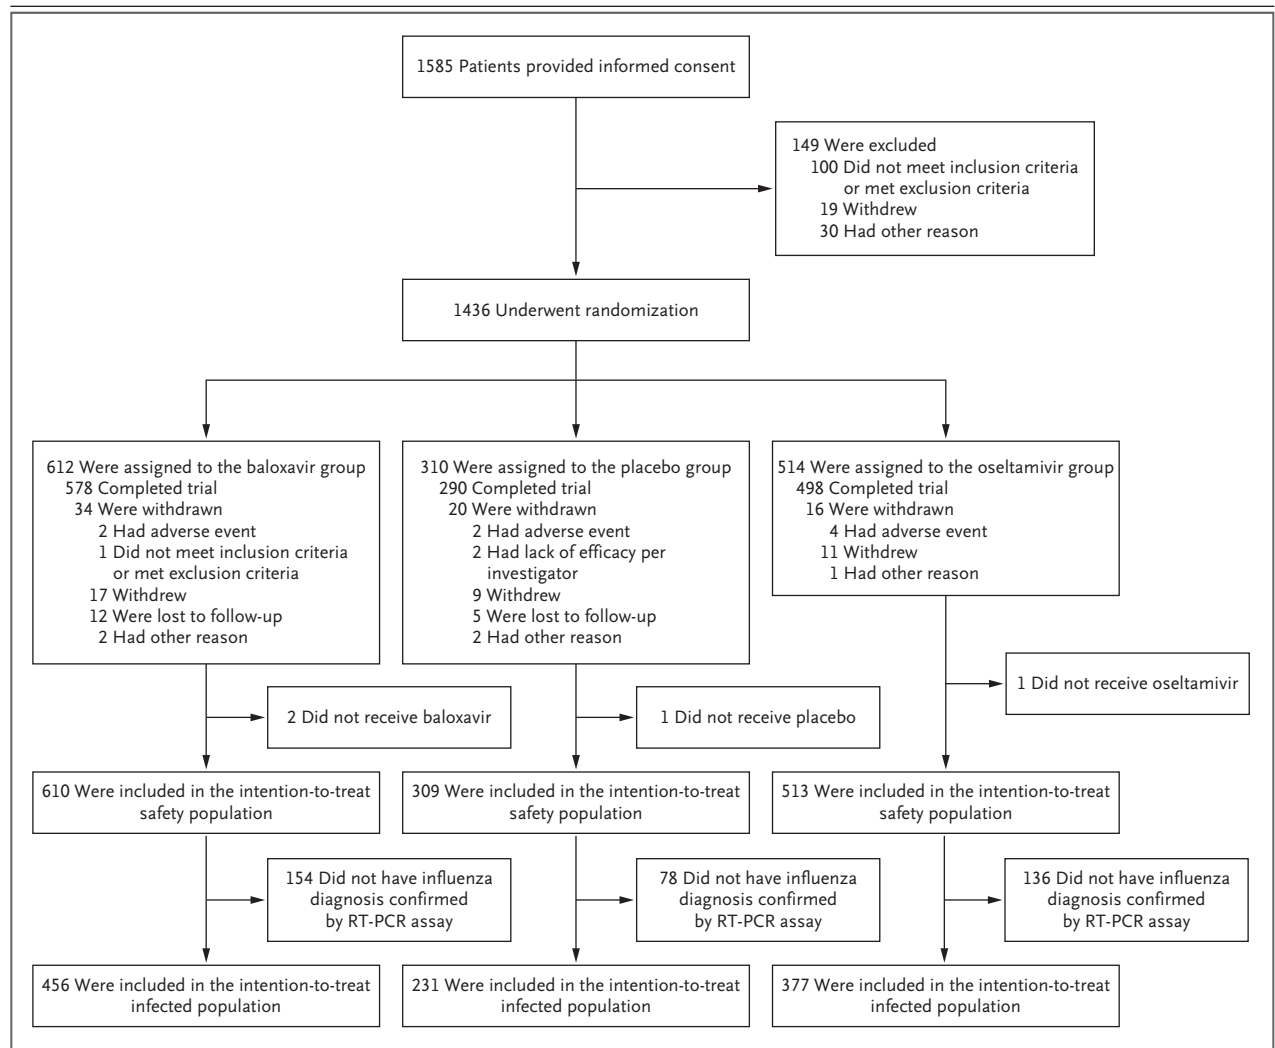 1585 Patients provided informed consent
149 Were excluded
100 Did not meet inclusion criteria
or met exclusion criteria
19 Withdrew
30 Had other reason
1436 Underwent randomization
612 Were assigned to the baloxavir group
578 Completed trial
34 Were withdrawn
2 Had adverse event
1 Did not meet inclusion criteria
or met exclusion criteria
17 Withdrew
12 Were lost to follow-up
2 Had other reason
310 Were assigned to the placebo group
290 Completed trial
20 Were withdrawn
2 Had adverse event
2 Had lack of efficacy per
investigator
9 Withdrew
5 Were lost to follow-up
2 Had other reason
514 Were assigned to the oseltamivir group
498 Completed trial
16 Were withdrawn
4 Had adverse event
11 Withdrew
1 Had other reason
2 Did not receive baloxavir
1 Did not receive placebo
1 Did not receive oseltamivir
610 Were included in the intention-to-treat
safety population
309 Were included in the intention-to-treat
safety population
513 Were included in the intention-to-treat
safety population
154 Did not have influenza
diagnosis confirmed
by RT-PCR assay
78 Did not have influenza
diagnosis confirmed
by RT-PCR assay
136 Did not have influenza
diagnosis confirmed
by RT-PCR assay
456 Were included in the intention-to-treat
infected population
231 Were included in the intention-to-treat
infected population
377 Were included in the intention-to-treat
infected population